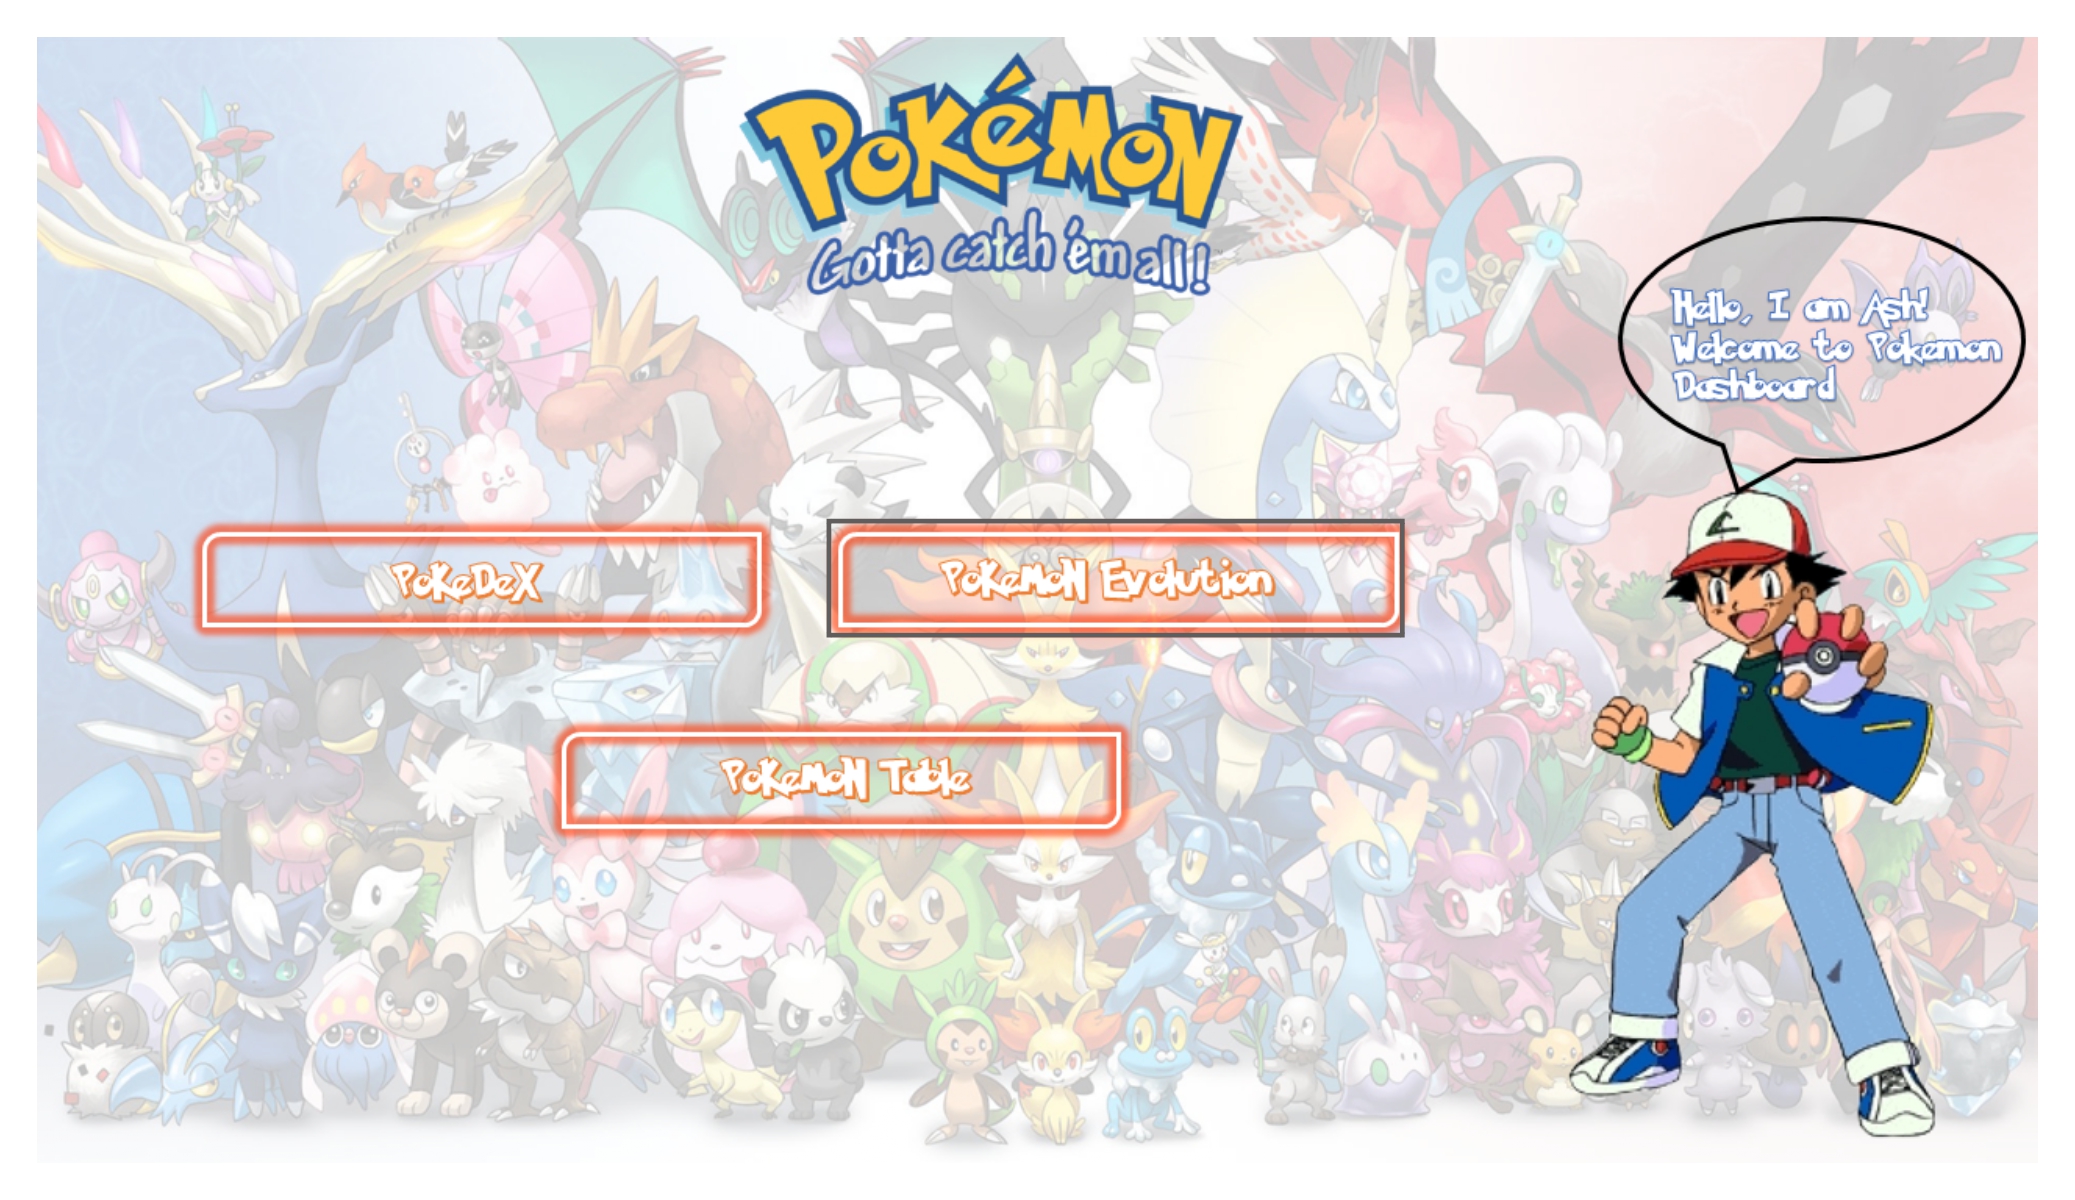 Pokémon
Gotta catch 'em all!
Hello, I am Ash!
Welcome to Pokemon
Dashboard
PoKeDeX
PoKeMoN Evolution
PoKeMoN Table